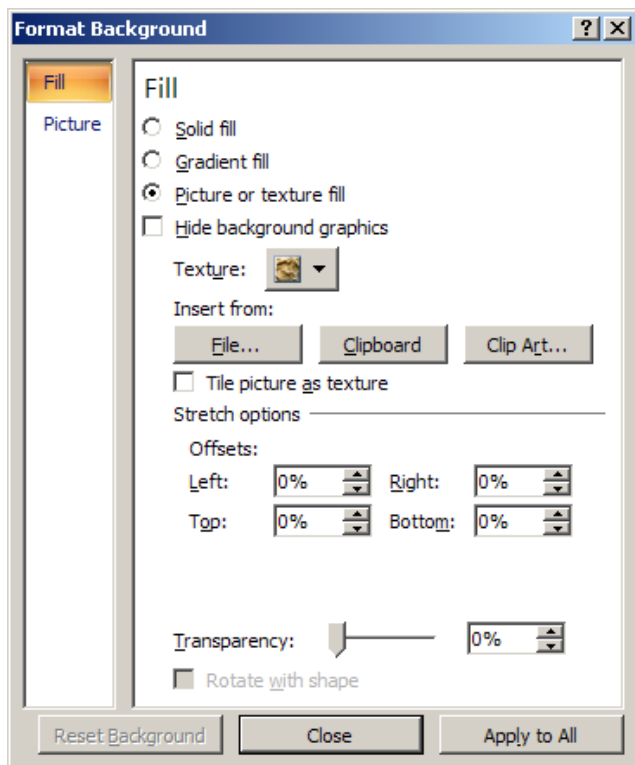 Format Background
Fill
Picture
Fill
Solid fill
Gradient fill
Picture or texture fill
Hide background graphics
Texture:
Insert from:
File... Clipboard Clip Art...
Tile picture as texture
Stretch options
Offsets:
Left: 0% Right: 0%
Top: 0% Bottom: 0%
Transparency: 0%
Rotate with shape
Reset Background Close Apply to All